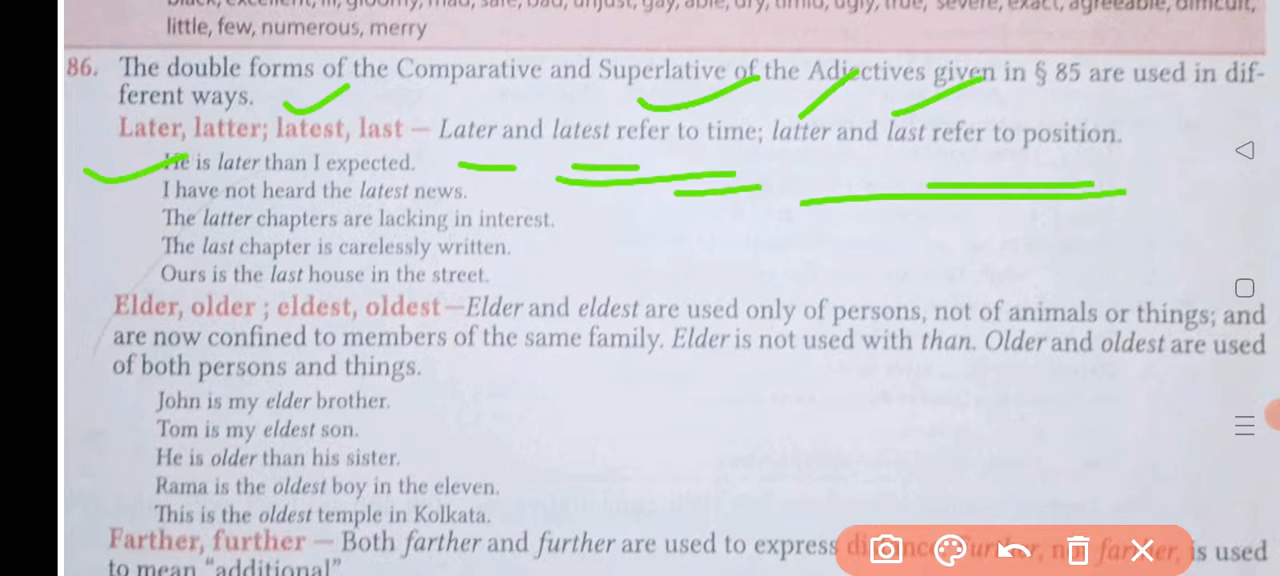 little, few, numerous, merry
86. The double forms of the Comparative and Superlative of the Adjectives given in § 85 are used in dif-
ferent ways.
Later, latter; latest, last — Later and latest refer to time; latter and last refer to position.
He is later than I expected.
I have not heard the latest news.
The latter chapters are lacking in interest.
The last chapter is carelessly written.
Ours is the last house in the street.
Elder, older ; eldest, oldest—Elder and eldest are used only of persons, not of animals or things; and
are now confined to members of the same family. Elder is not used with than. Older and oldest are used
of both persons and things.
John is my elder brother.
Tom is my eldest son.
He is older than his sister.
Rama is the oldest boy in the eleven.
This is the oldest temple in Kolkata.
Farther, further — Both farther and further are used to express is used
to mean "additional"